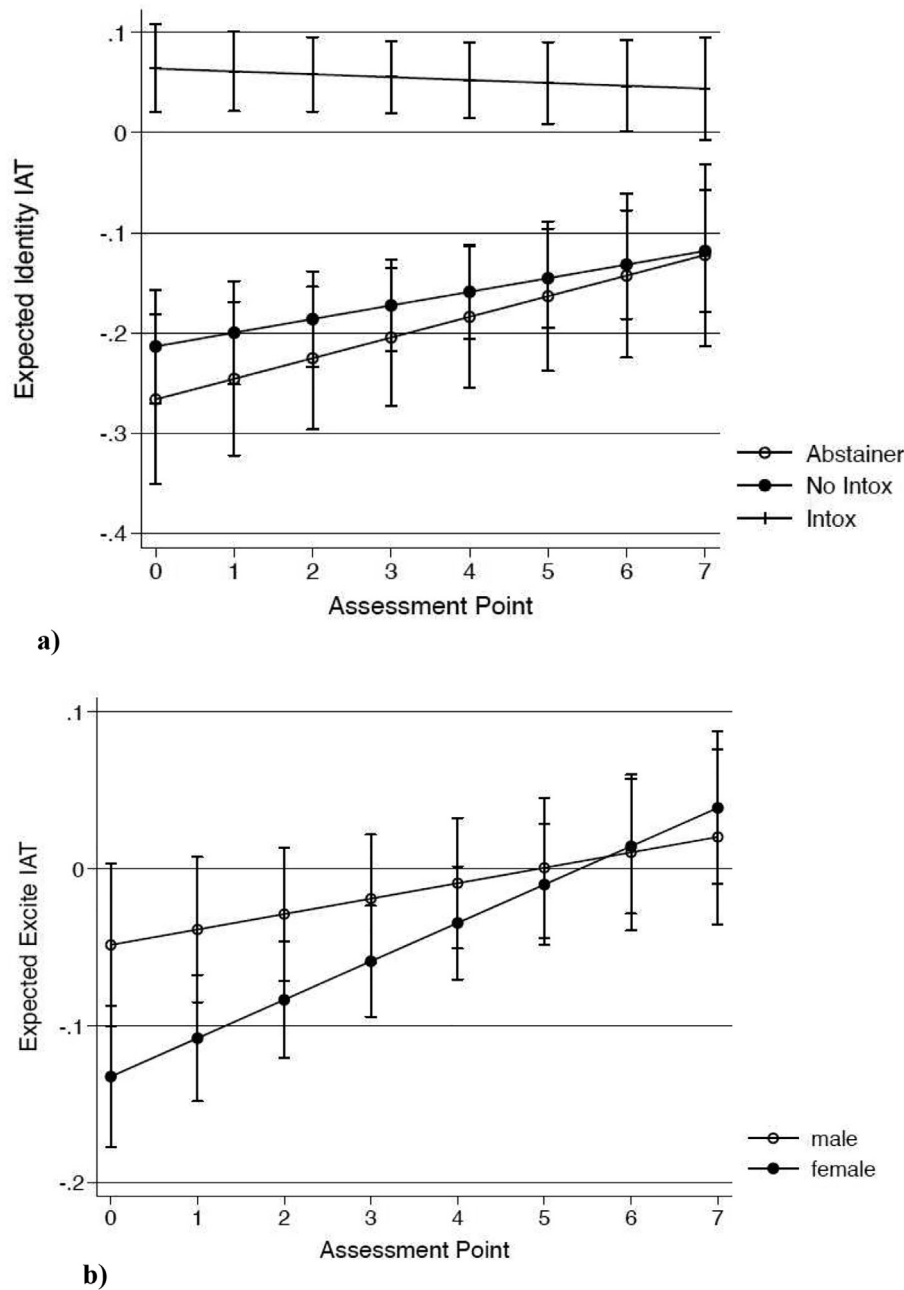 .1
0
-.1
-.2
-.3
-.4
Expected Identity IAT
0 1 2 3 4 5 6 7
Assessment Point
Abstainer
No Intox
Intox
a)
.1
0
-.1
-.2
Expected Excite IAT
0 1 2 3 4 5 6 7
Assessment Point
male
female
b)